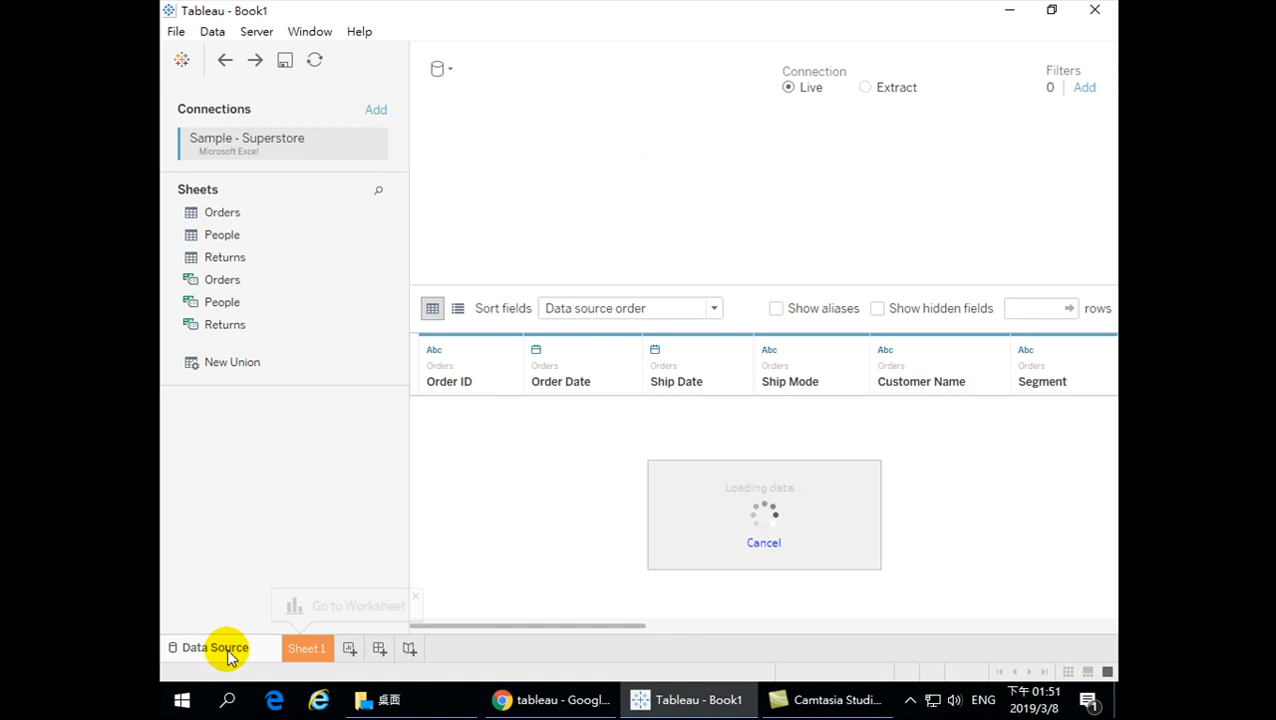 Tableau - Book1
File Data Server Window Help
Connections Add
Sample - Superstore
Microsoft Excel
Sheets
Orders
People
Returns
Orders
People
Returns
New Union
Connection
Live Extract
Filters
0 Add
Sort fields Data source order Show aliases Show hidden fields rows
Abc Abc Abc Abc
Orders Orders Orders Orders Orders Orders
Order ID Order Date Ship Date Ship Mode Customer Name Segment
Loading data...
Cancel
Go to Worksheet
Data Source Sheet 1
桌面 tableau - Googl... Tableau - Book1 Camtasia Studi... ENG
下午 01:51
2019/3/8
1